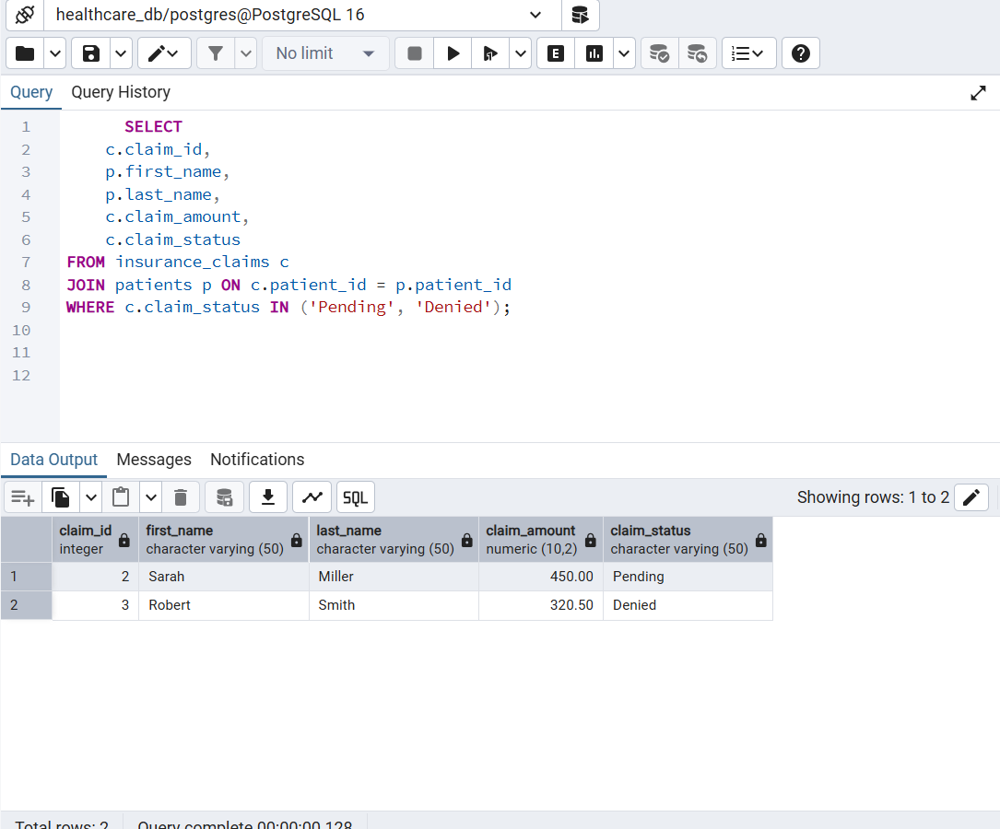 healthcare_db/postgres@PostgreSQL 16
No limit
E
Query Query History
1 SELECT
2 c.claim_id,
3 p.first_name,
4 p.last_name,
5 c.claim_amount,
6 c.claim_status
7 FROM insurance_claims c
8 JOIN patients p ON c.patient_id = p.patient_id
9 WHERE c.claim_status IN ('Pending', 'Denied');
10
11
12
Data Output Messages Notifications
SQL Showing rows: 1 to 2
claim_id first_name last_name claim_amount claim_status
integer character varying (50) character varying (50) numeric (10,2) character varying (50)
1 2 Sarah Miller 450.00 Pending
2 3 Robert Smith 320.50 Denied
Total rows: 2 Query complete 00:00:00.128